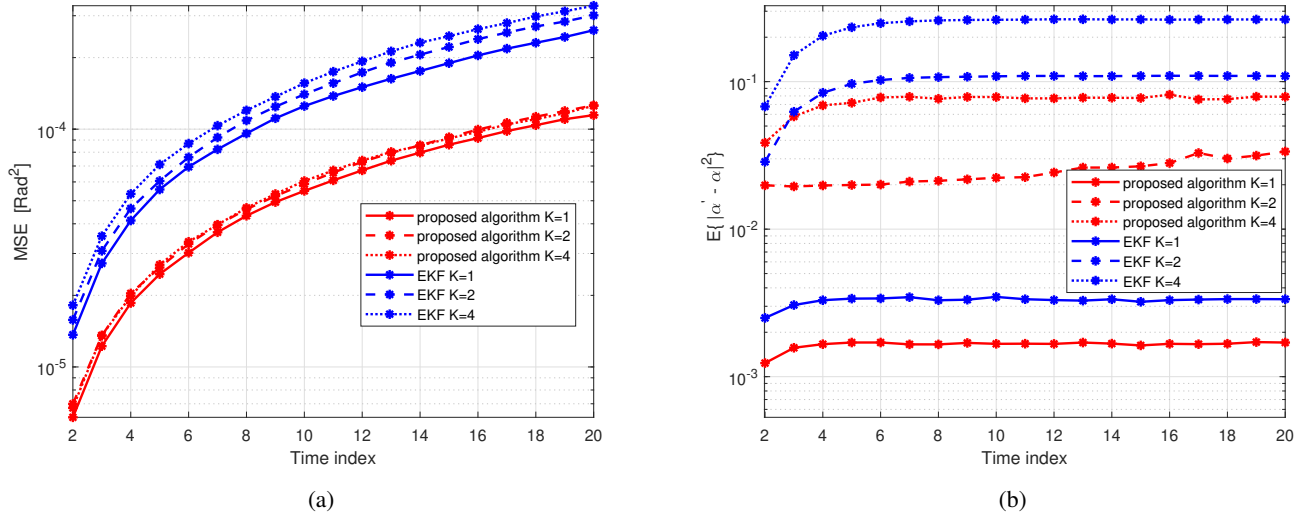 MSE [Rad²]
10⁻⁴
10⁻⁵
proposed algorithm K=1
proposed algorithm K=2
proposed algorithm K=4
EKF K=1
EKF K=2
EKF K=4
2 4 6 8 10 12 14 16 18 20
Time index
(a)
E{ |α' - α|²}
10⁻¹
10⁻²
10⁻³
proposed algorithm K=1
proposed algorithm K=2
proposed algorithm K=4
EKF K=1
EKF K=2
EKF K=4
2 4 6 8 10 12 14 16 18 20
Time index
(b)